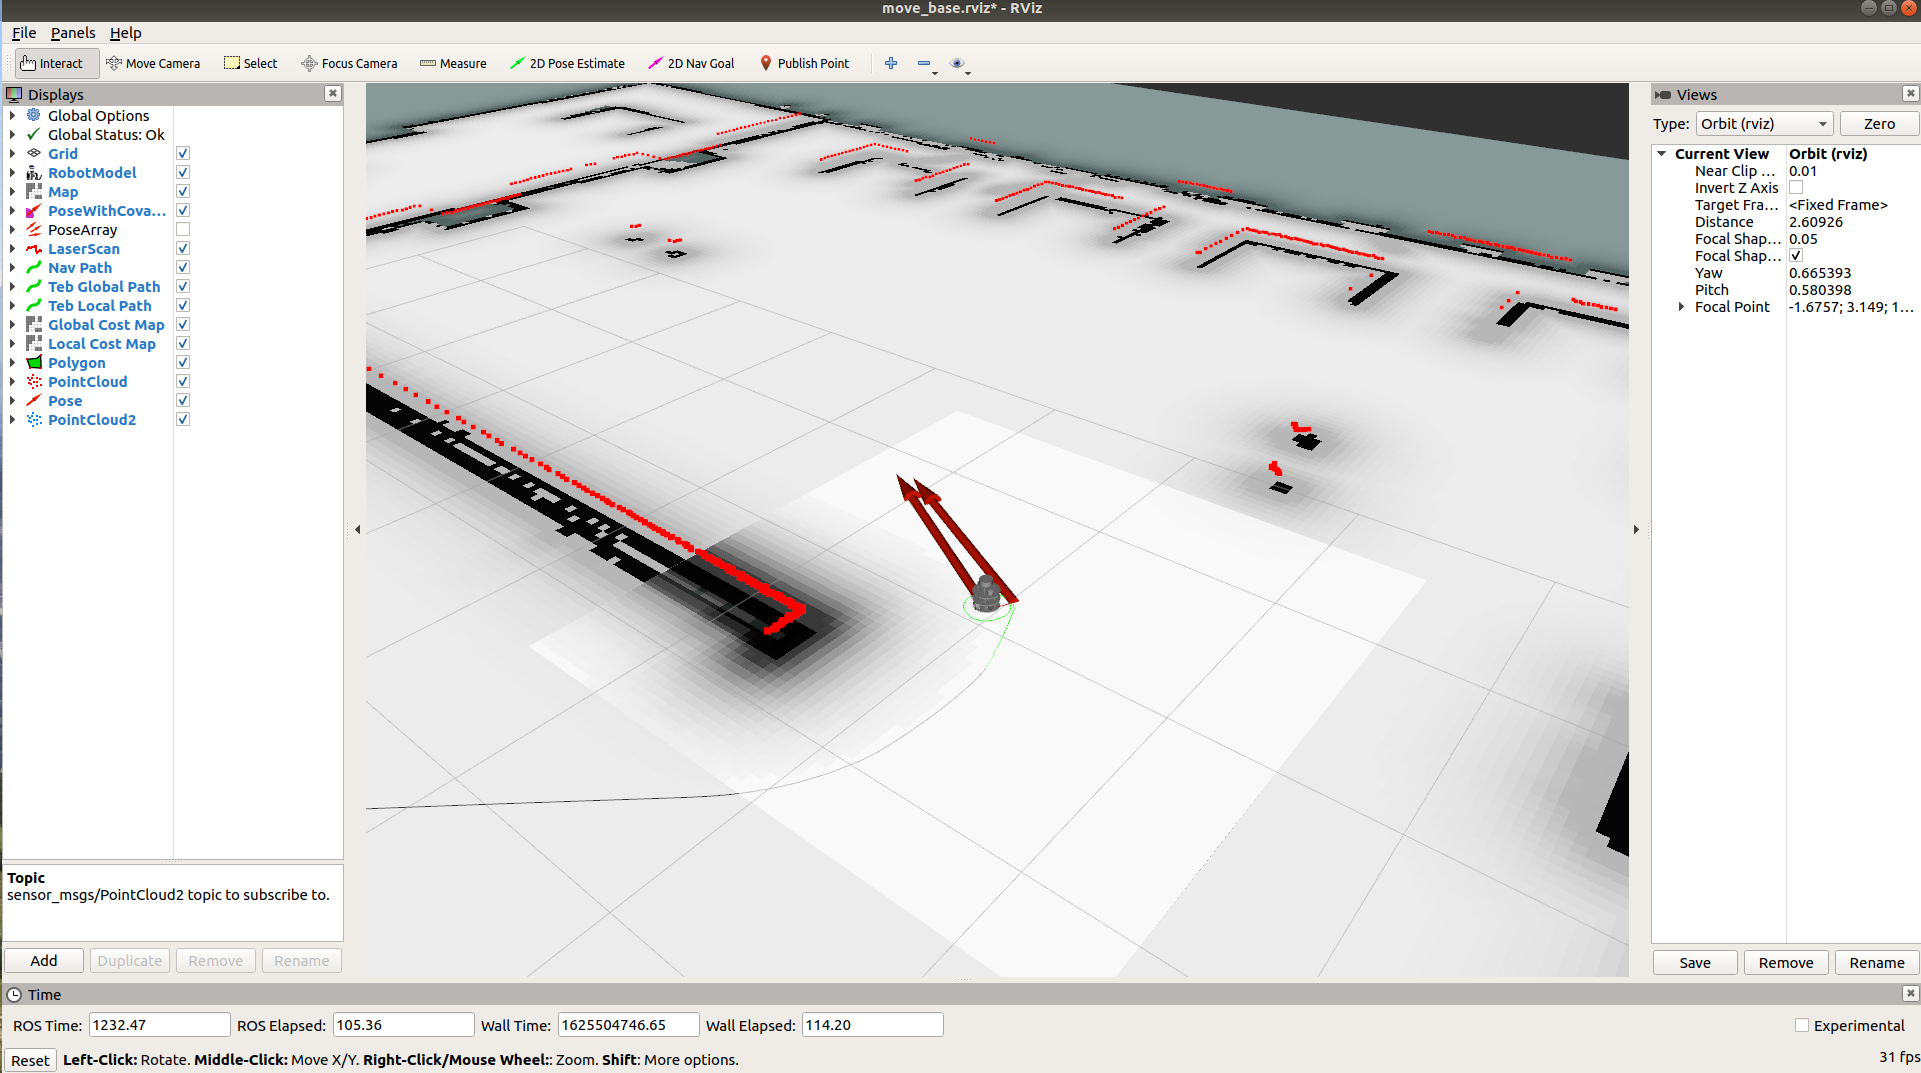 move_base.rviz* - RViz
File Panels Help
Interact Move Camera Select Focus Camera Measure 2D Pose Estimate 2D Nav Goal Publish Point
Displays
Global Options
Global Status: Ok
Grid
RobotModel
Map
PoseWithCova...
PoseArray
LaserScan
Nav Path
Teb Global Path
Teb Local Path
Global Cost Map
Local Cost Map
Polygon
PointCloud
Pose
PointCloud2
Topic
sensor_msgs/PointCloud2 topic to subscribe to.
Add Duplicate Remove Rename
Views
Type: Orbit (rviz) Zero
Current View Orbit (rviz)
Near Clip ... 0.01
Invert Z Axis
Target Fra... <Fixed Frame>
Distance 2.60926
Focal Shap... 0.05
Focal Shap...
Yaw 0.665393
Pitch 0.580398
Focal Point -1.6757; 3.149; 1...
Save Remove Rename
Time
ROS Time: 1232.47 ROS Elapsed: 105.36 Wall Time: 1625504746.65 Wall Elapsed: 114.20 Experimental
Reset Left-Click: Rotate. Middle-Click: Move X/Y. Right-Click/Mouse Wheel:: Zoom. Shift: More options. 31 fps